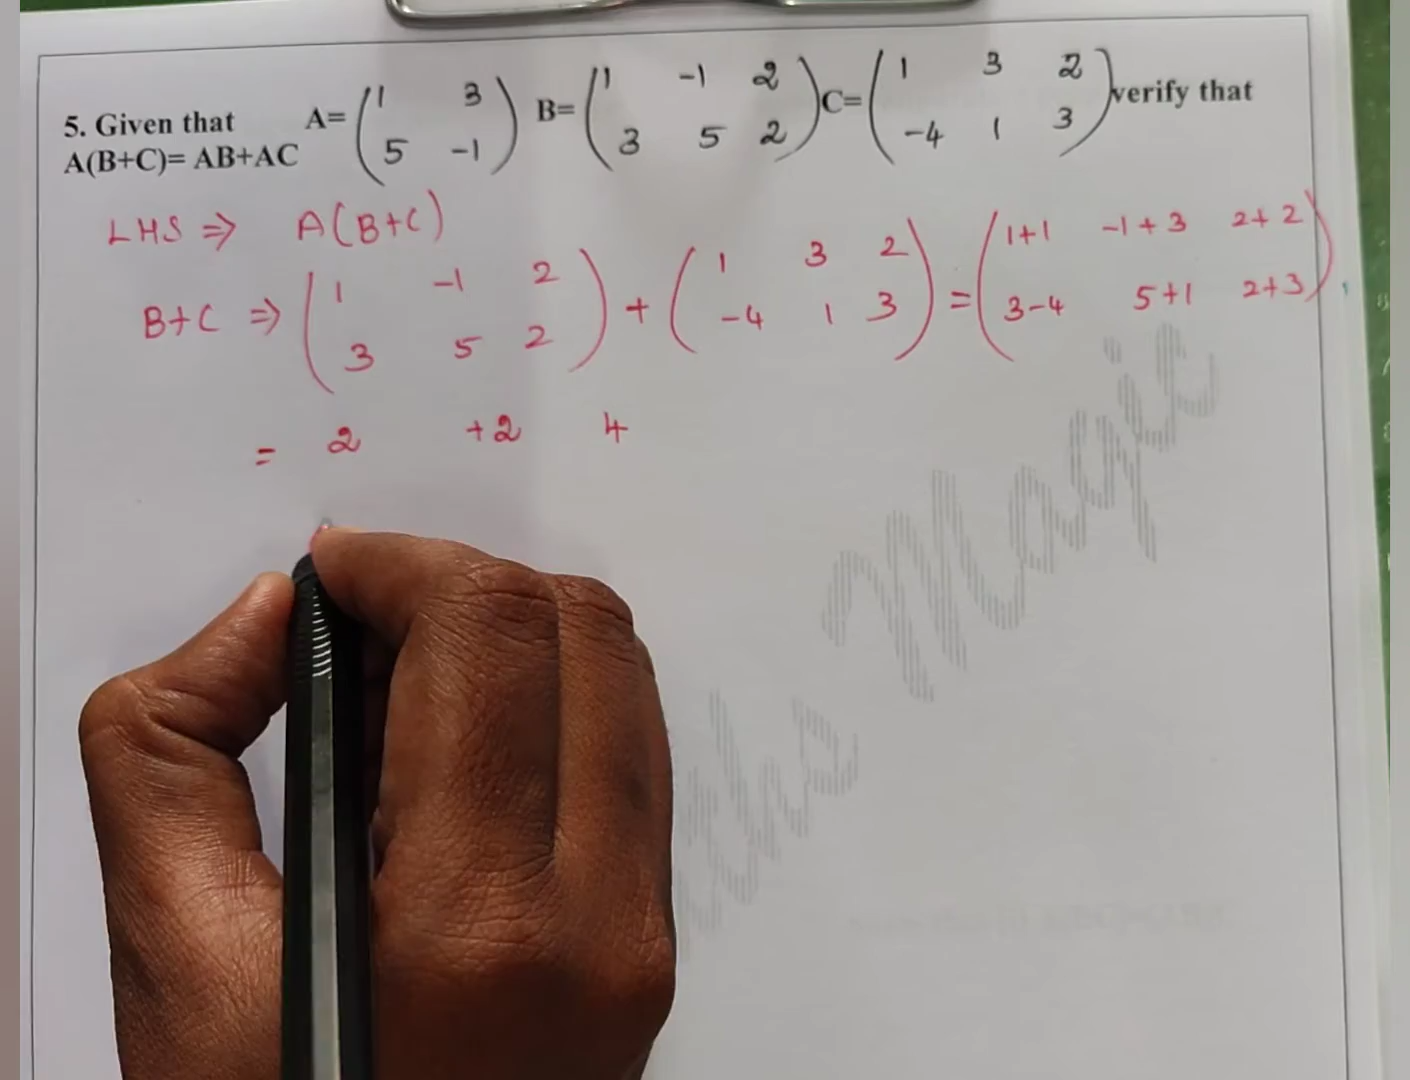 5. Given that A= ( 1 3 ) B= ( 1 -1 2 ) C= ( 1 3 2 ) verify that
( 5 -1 ) ( 3 5 2 ) ( -4 1 3 )
A(B+C)= AB+AC
LHS ⇒ A(B+C)
B+C ⇒ ( 1 -1 2 ) + ( 1 3 2 ) = ( 1+1 -1+3 2+2 )
( 3 5 2 ) ( -4 1 3 ) ( 3-4 5+1 2+3 )
= 2 +2 4
Magic